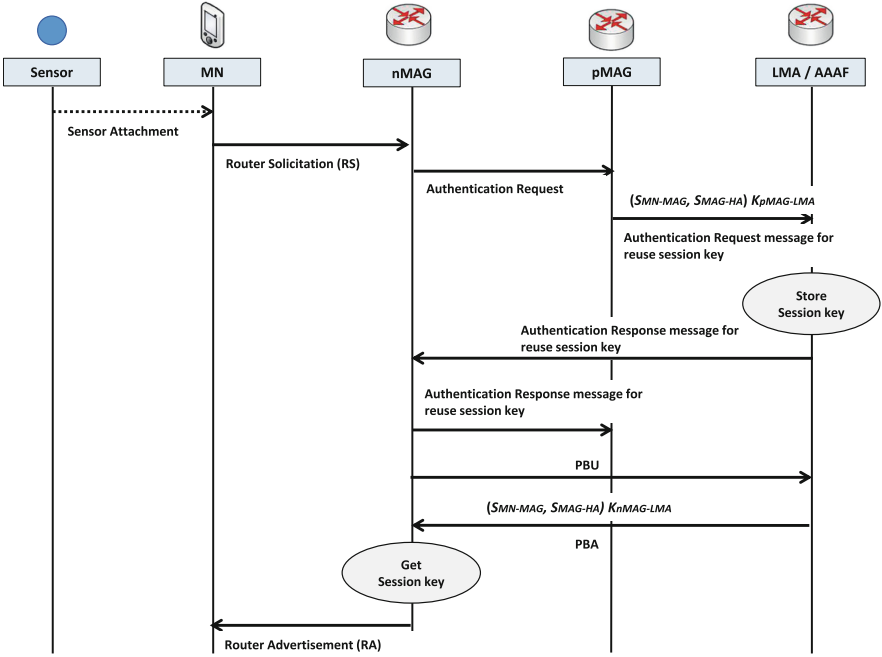 Sensor
MN
nMAG
pMAG
LMA / AAAF
Sensor Attachment
Router Solicitation (RS)
Authentication Request
(SMN-MAG, SMAG-HA) KpMAG-LMA
Authentication Request message for
reuse session key
Store
Session key
Authentication Response message for
reuse session key
Authentication Response message for
reuse session key
PBU
(SMN-MAG, SMAG-HA) KnMAG-LMA
PBA
Get
Session key
Router Advertisement (RA)